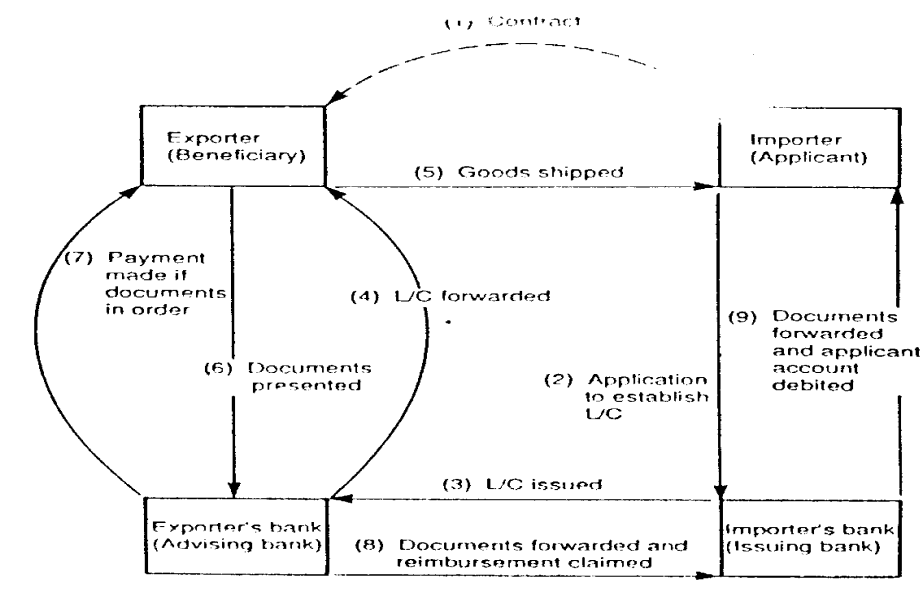 (1) Contract
Exporter
(Beneficiary)
Importer
(Applicant)
(5) Goods shipped
(7) Payment
made if
documents
in order
(4) L/C forwarded
(9) Documents
forwarded
and applicant
account
debited
(6) Documents
presented
(2) Application
to establish
L/C
(3) L/C issued
Exporter's bank
(Advising bank)
Importer's bank
(Issuing bank)
(8) Documents forwarded and
reimbursement claimed